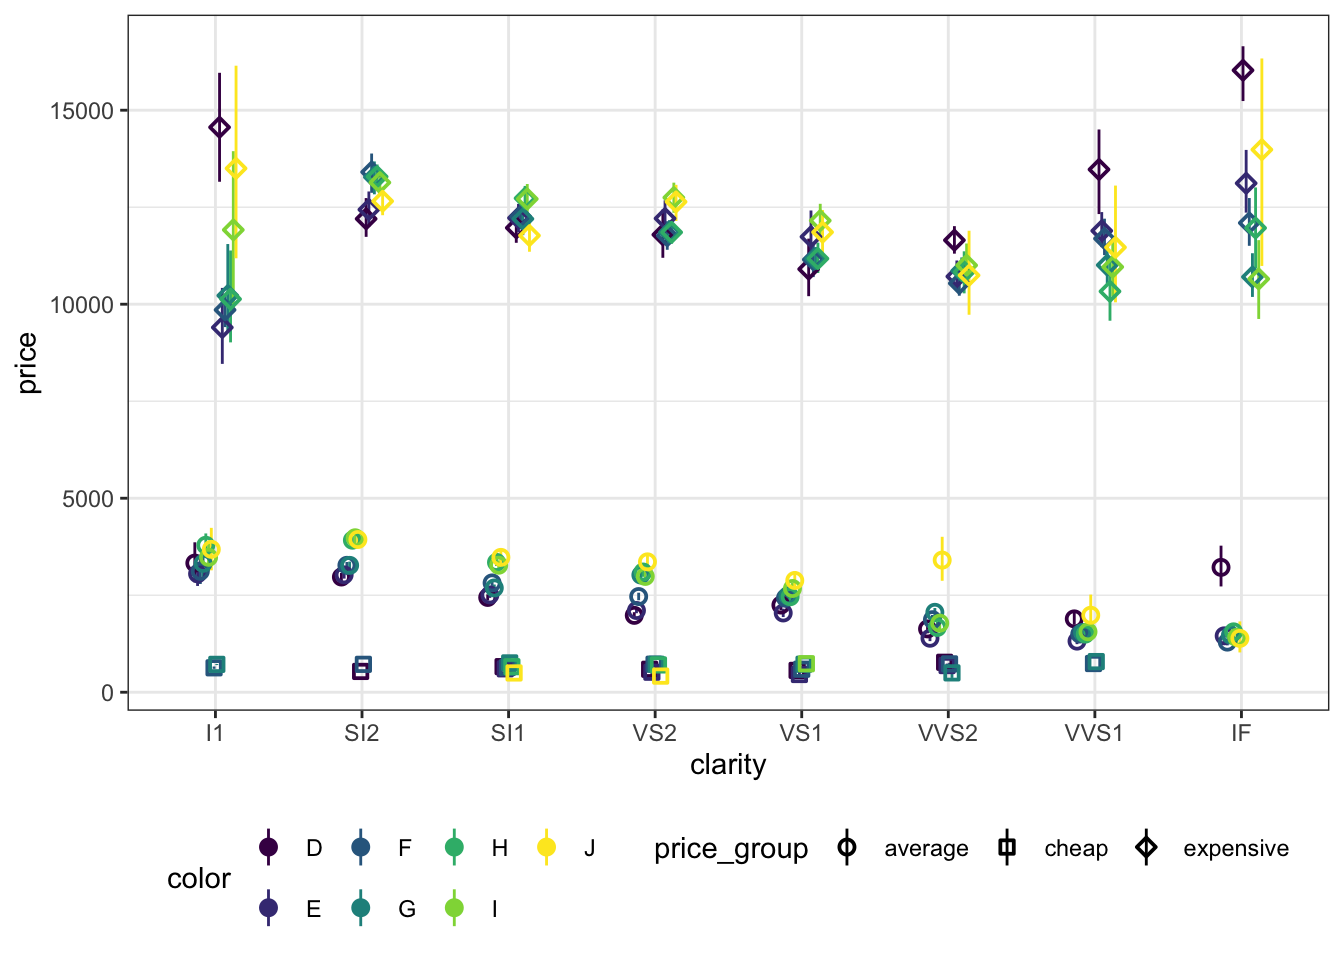 15000
10000
5000
0
price
I1 SI2 SI1 VS2 VS1 VVS2 VVS1 IF
clarity
color D F H J price_group average cheap expensive
E G I